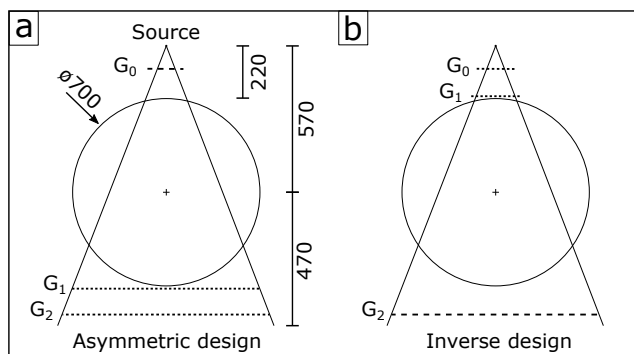 a
Source
G0
ø700
220
570
470
G1
G2
Asymmetric design
b
G0
G1
G2
Inverse design